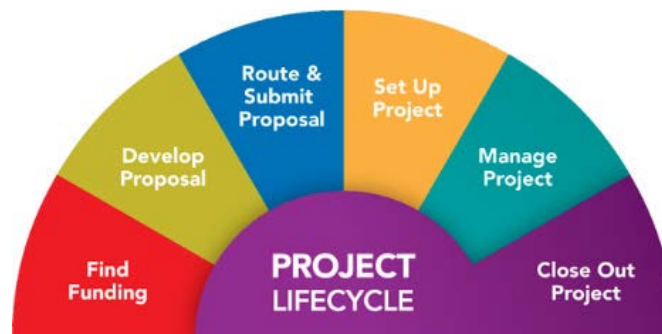 Find
Funding
Develop
Proposal
Route &
Submit
Proposal
Set Up
Project
Manage
Project
Close Out
Project
PROJECT
LIFECYCLE